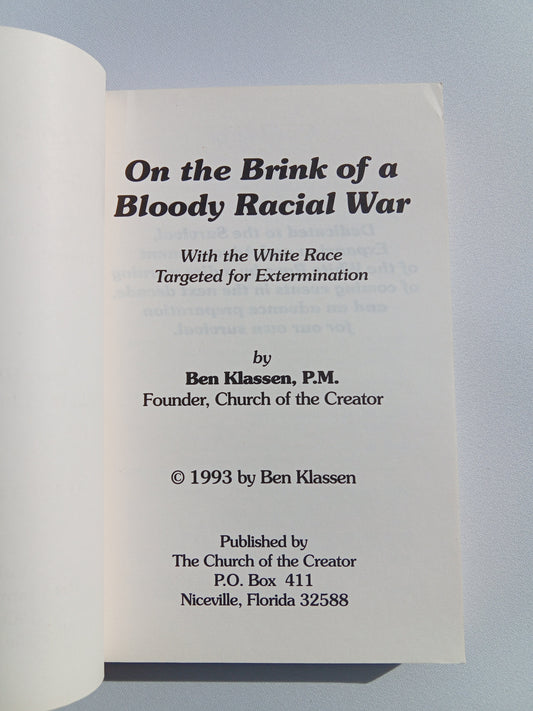 On the Brink of a
Bloody Racial War
With the White Race
Targeted for Extermination
by
Ben Klassen, P.M.
Founder, Church of the Creator
© 1993 by Ben Klassen
Published by
The Church of the Creator
P.O. Box 411
Niceville, Florida 32588